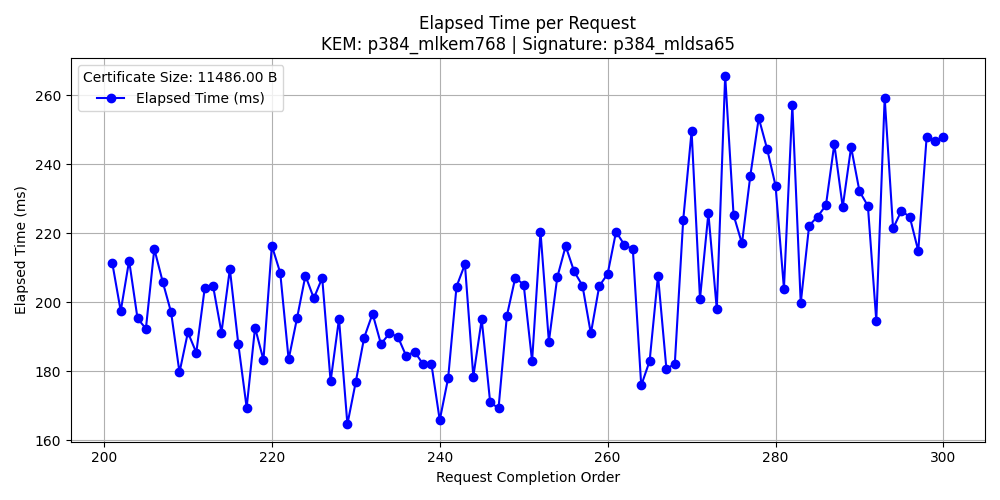 Elapsed Time per Request
KEM: p384_mlkem768 | Signature: p384_mldsa65
Certificate Size: 11486.00 B
Elapsed Time (ms)
Elapsed Time (ms)
260
240
220
200
180
160
200 220 240 260 280 300
Request Completion Order